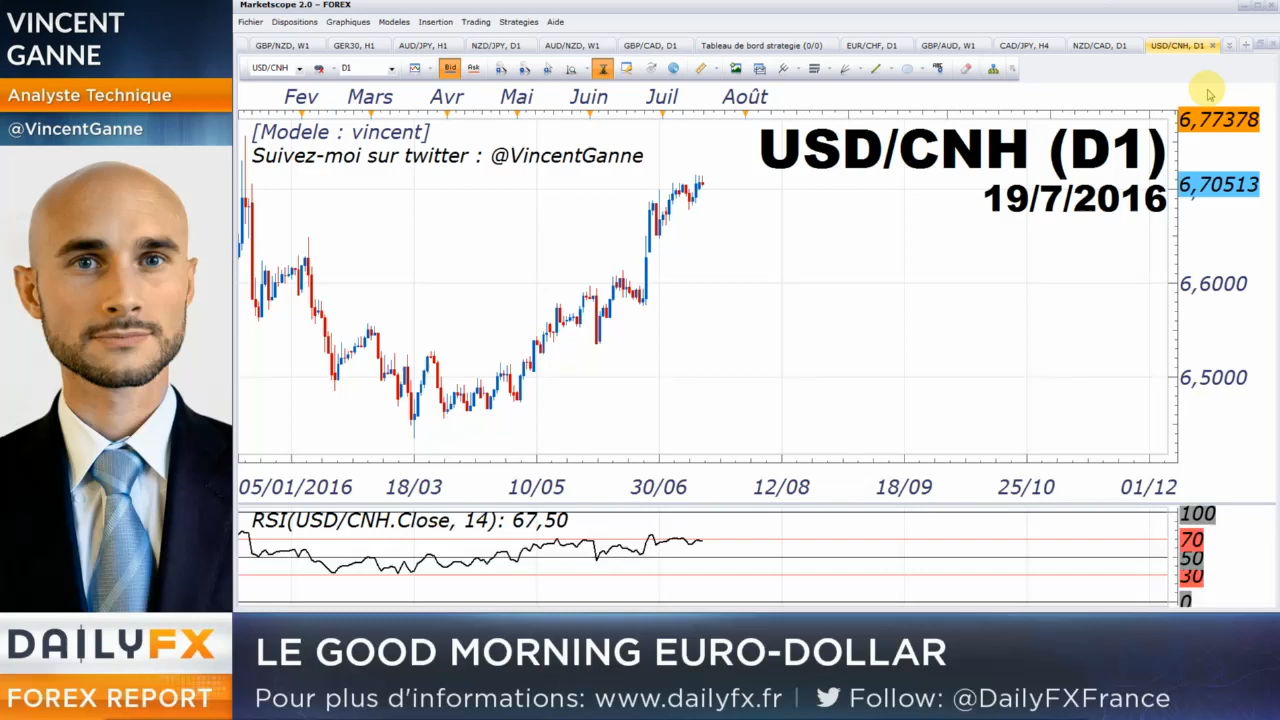 VINCENT
GANNE
Analyste Technique
@VincentGanne
Marketscope 2.0 – FOREX
Fichier Dispositions Graphiques Modeles Insertion Trading Strategies Aide
GBP/NZD, W1 GER30, H1 AUD/JPY, H1 NZD/JPY, D1 AUD/NZD, W1 GBP/CAD, D1 Tableau de bord strategie (0/0) EUR/CHF, D1 GBP/AUD, W1 CAD/JPY, H4 NZD/CAD, D1 USD/CNH, D1
USD/CNH D1 Bid Ask
Fev Mars Avr Mai Juin Juil Août
[Modele : vincent]
Suivez-moi sur twitter : @VincentGanne
USD/CNH (D1)
19/7/2016
6,77378
6,70513
6,6000
6,5000
05/01/2016 18/03 10/05 30/06 12/08 18/09 25/10 01/12
RSI(USD/CNH.Close, 14): 67,50
100
70
50
30
0
DAILYFX
FOREX REPORT
LE GOOD MORNING EURO-DOLLAR
Pour plus d'informations: www.dailyfx.fr | Follow: @DailyFXFrance